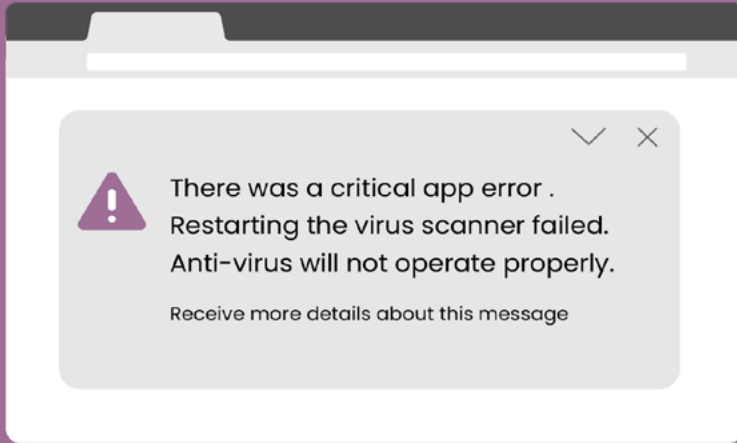 There was a critical app error .
Restarting the virus scanner failed.
Anti-virus will not operate properly.
Receive more details about this message